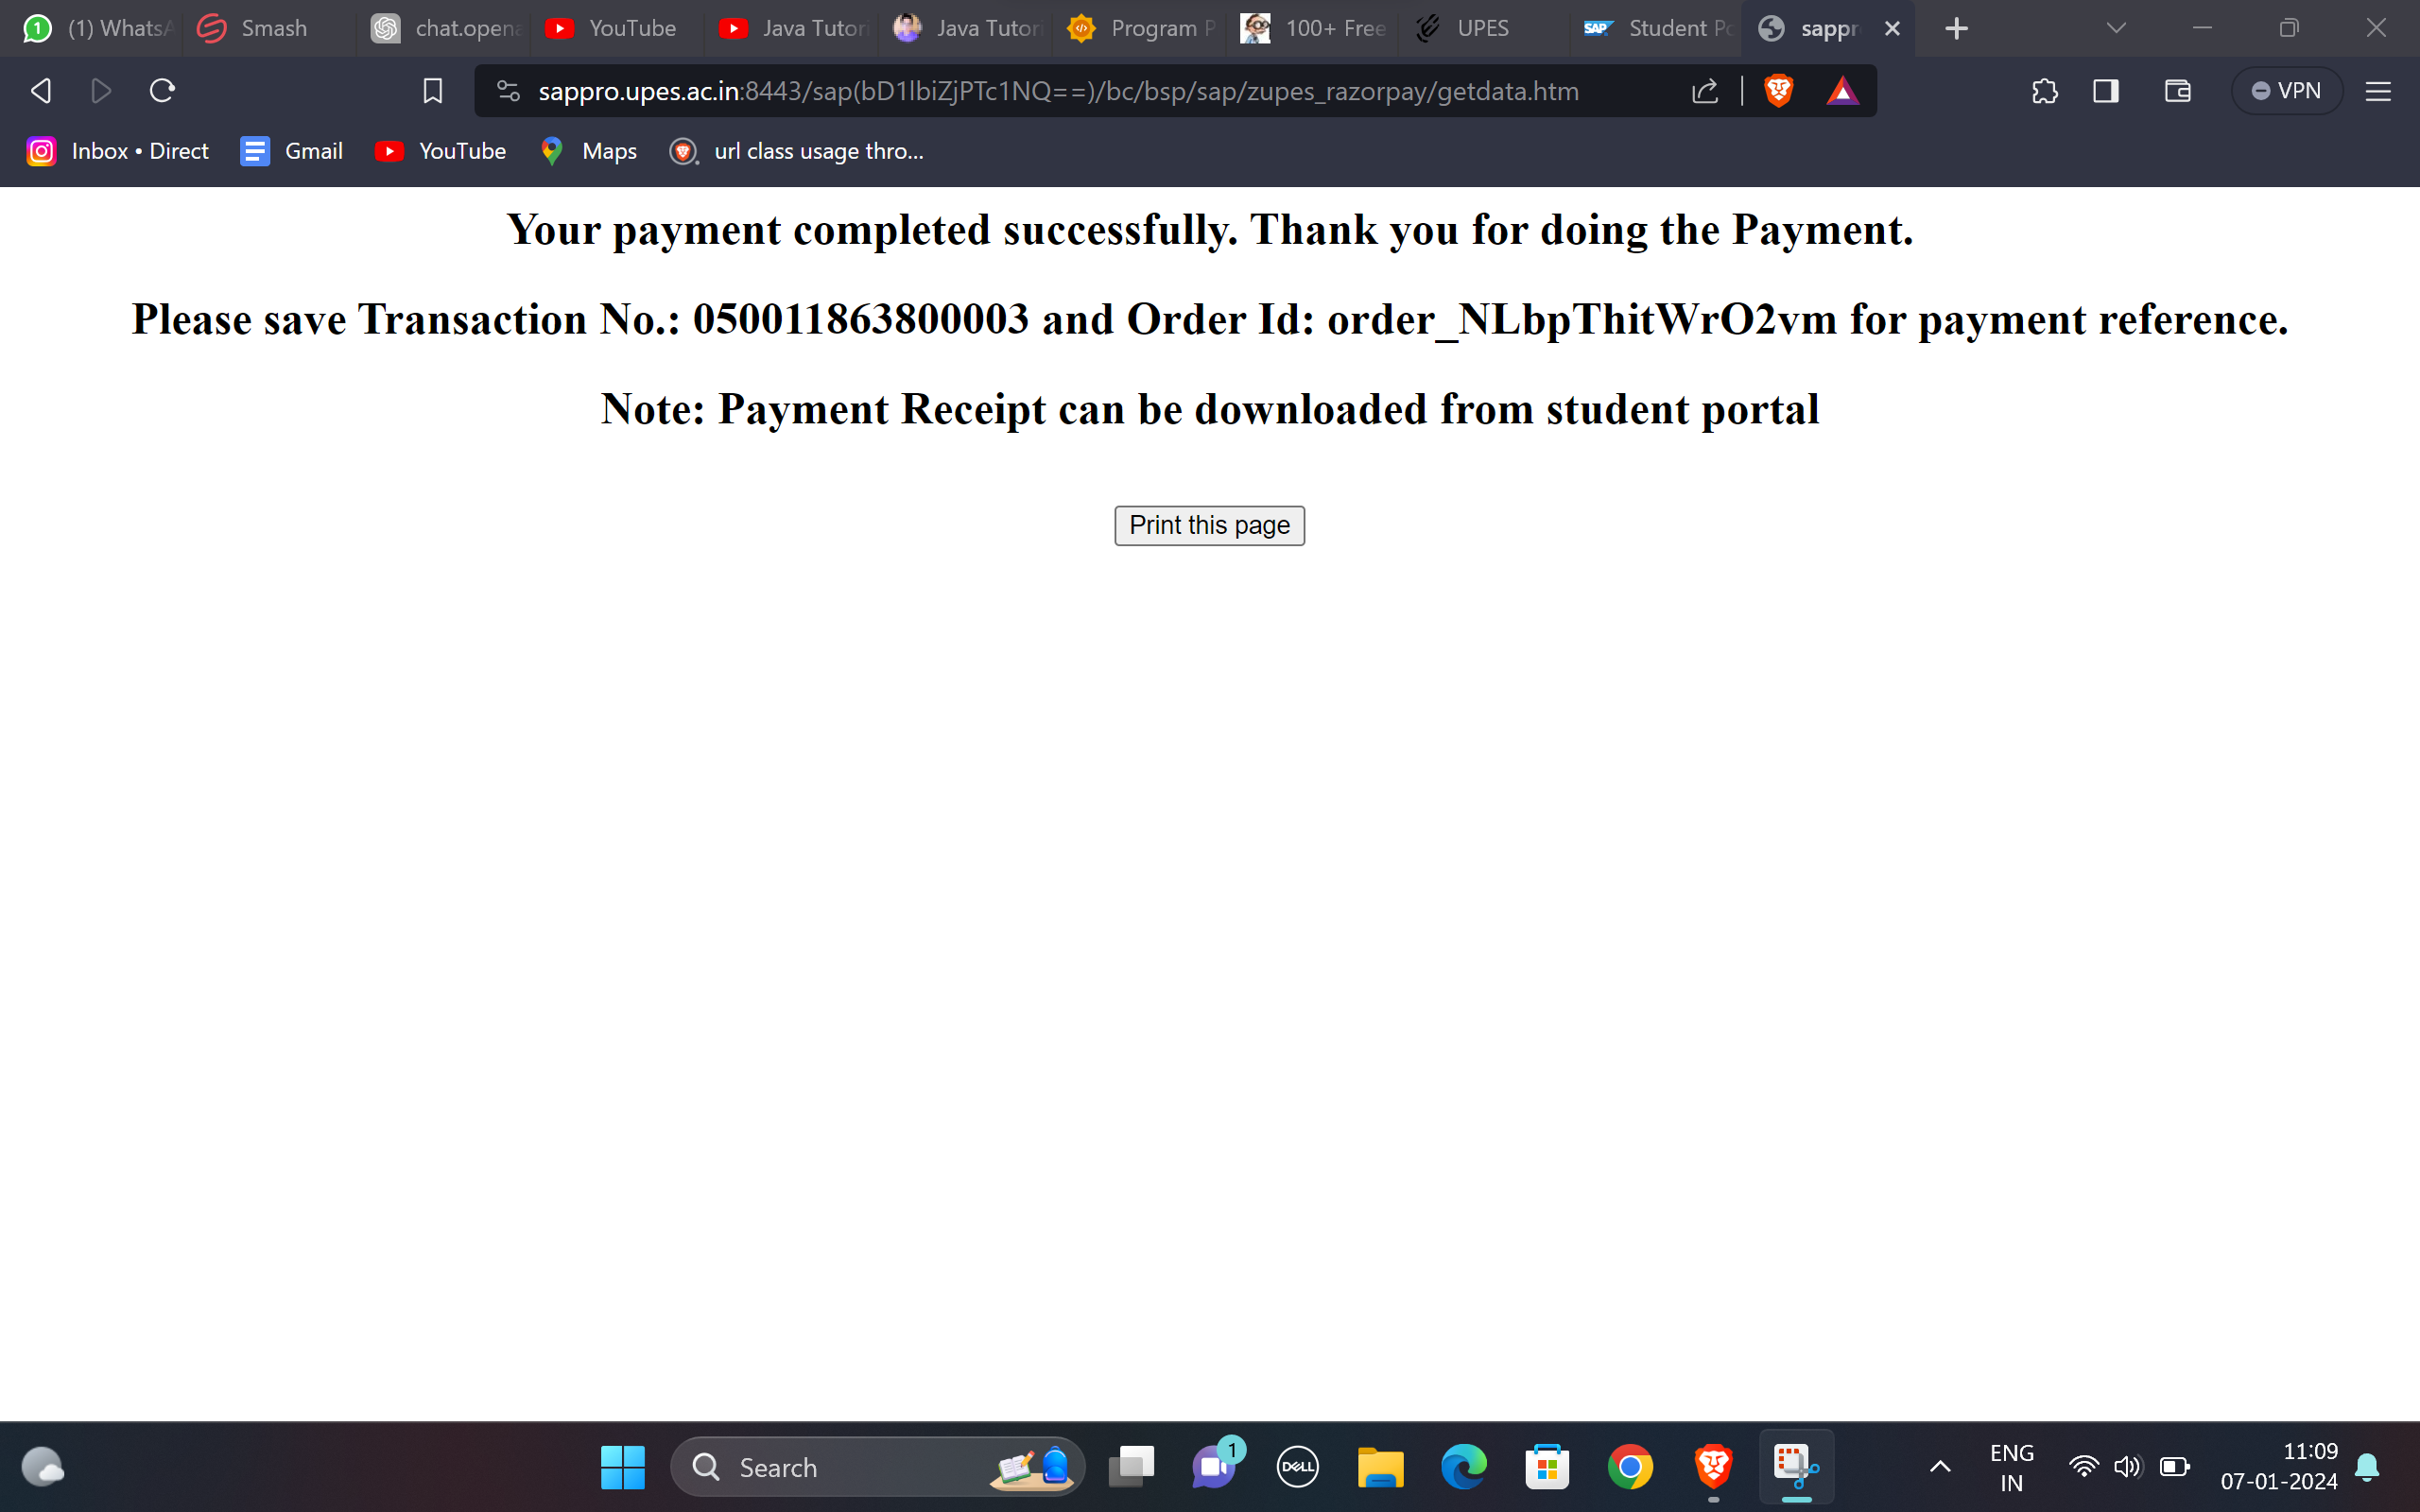 (1) WhatsA
Smash
chat.opena
YouTube
Java Tutori
Java Tutori
Program P
100+ Free
UPES
SAP
Student Po
sappr
sappro.upes.ac.in:8443/sap(bD1lbiZjPTc1NQ==)/bc/bsp/sap/zupes_razorpay/getdata.htm
VPN
Inbox • Direct
Gmail
YouTube
Maps
url class usage thro...
Your payment completed successfully. Thank you for doing the Payment.
Please save Transaction No.: 050011863800003 and Order Id: order_NLbpThitWrO2vm for payment reference.
Note: Payment Receipt can be downloaded from student portal
Print this page
Search
1
DELL
ENG
IN
11:09
07-01-2024